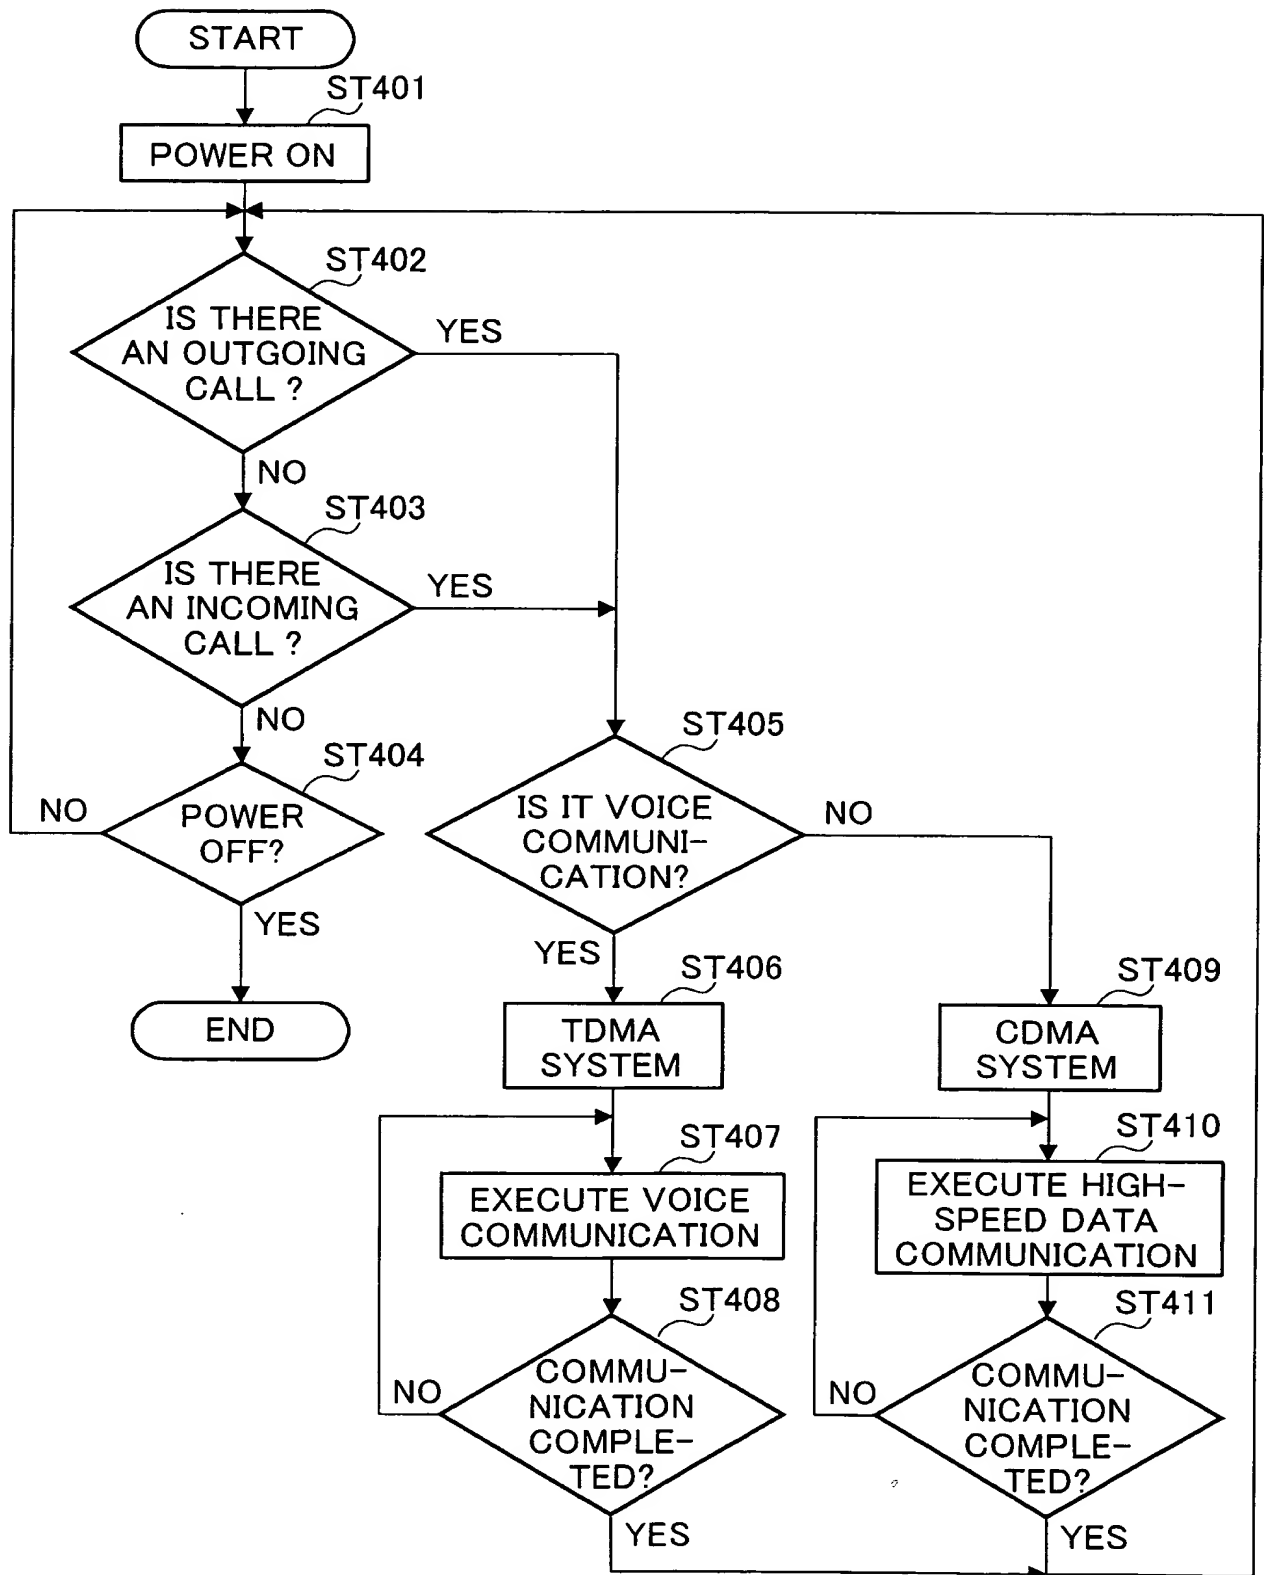 START
ST401
POWER ON
ST402
IS THERE
AN OUTGOING
CALL ?
YES
NO
ST403
IS THERE
AN INCOMING
CALL ?
YES
NO
ST404
POWER
OFF?
NO
YES
END
ST405
IS IT VOICE
COMMUNI-
CATION?
NO
YES
ST406
TDMA
SYSTEM
ST407
EXECUTE VOICE
COMMUNICATION
ST408
COMMU-
NICATION
COMPLE-
TED?
NO
YES
ST409
CDMA
SYSTEM
ST410
EXECUTE HIGH-
SPEED DATA
COMMUNICATION
ST411
COMMU-
NICATION
COMPLE-
TED?
NO
YES